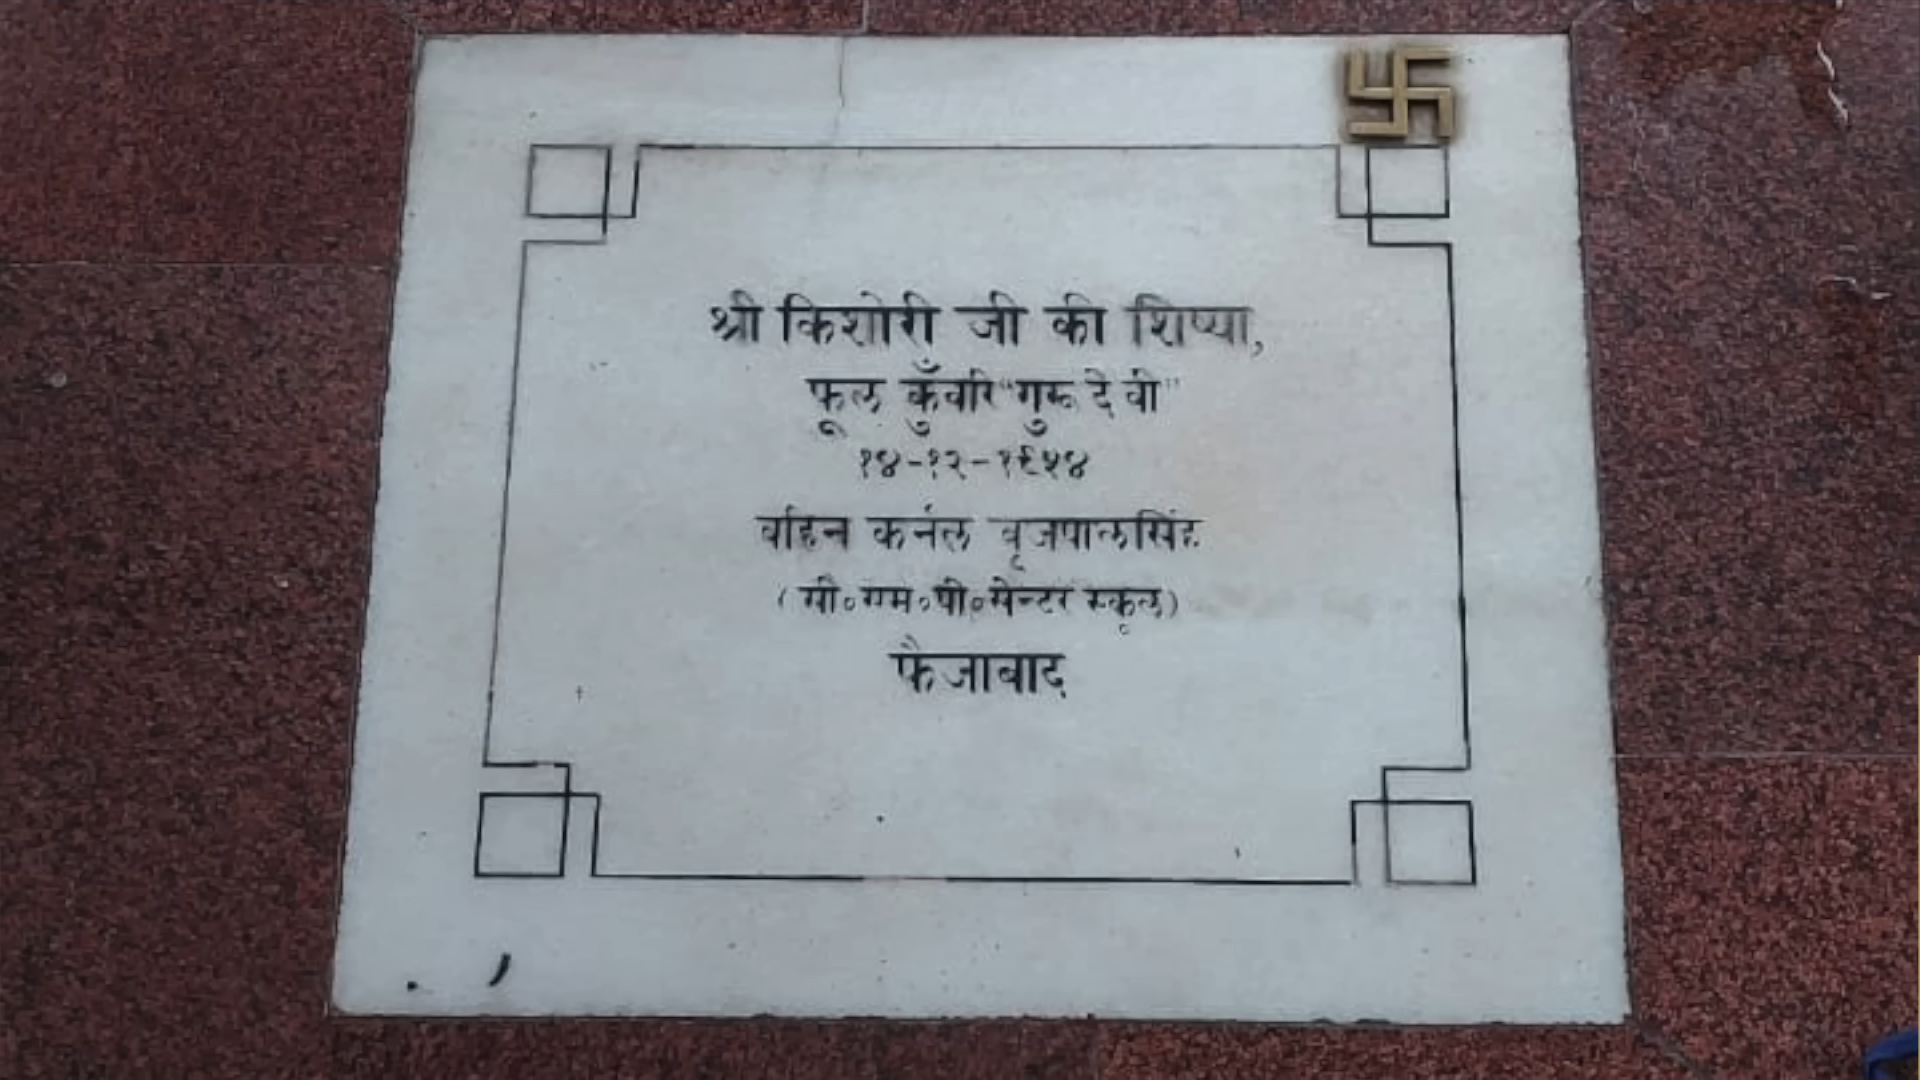 श्री किशोरी जी की शिष्या,
फूल कुँवरि "गुरू देवी"
१४-१२-१९५४
बहिन कर्नल बृजपालसिंह
(सी०एम०पी०सेन्टर स्कूल)
फैजाबाद